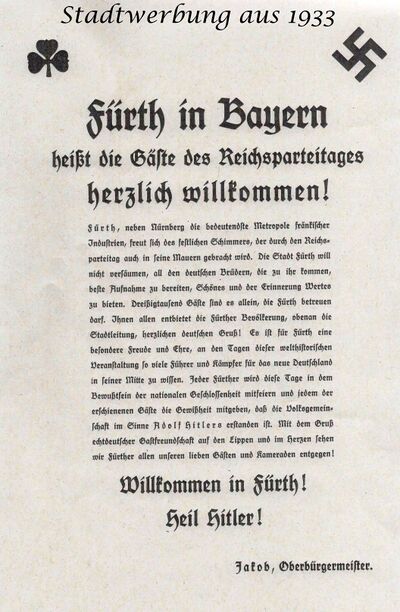 Stadtwerbung aus 1933
Fürth in Bayern
heißt die Gäste des Reichsparteitages
herzlich willkommen!
Fürth, neben Nürnberg die bedeutendste Metropole fränkischer
Industrien, freut sich des festlichen Schimmers, der durch den Reichs-
parteitag auch in seine Mauern gebracht wird. Die Stadt Fürth will
nicht versäumen, all den deutschen Brüdern, die zu ihr kommen,
beste Aufnahme zu bereiten, Schönes und der Erinnerung Wertes
zu bieten. Dreißigtausend Gäste sind es allein, die Fürth betreuen
darf. Ihnen allen entbietet die Fürther Bevölkerung, obenan die
Stadtleitung, herzlichen deutschen Gruß! Es ist für Fürth eine
besondere Freude und Ehre, an den Tagen dieser welthistorischen
Veranstaltung so viele Führer und Kämpfer für das neue Deutschland
in seiner Mitte zu wissen. Jeder Fürther wird diese Tage in dem
Bewußtsein der nationalen Geschlossenheit mitfeiern und jedem der
erschienenen Gäste die Gewißheit mitgeben, daß die Volksgemein-
schaft im Sinne Adolf Hitlers erstanden ist. Mit dem Gruß
echtdeutscher Gastfreundschaft auf den Lippen und im Herzen sehen
wir Fürther allen unseren lieben Gästen und Kameraden entgegen!
Willkommen in Fürth!
Heil Hitler!
Jakob, Oberbürgermeister.